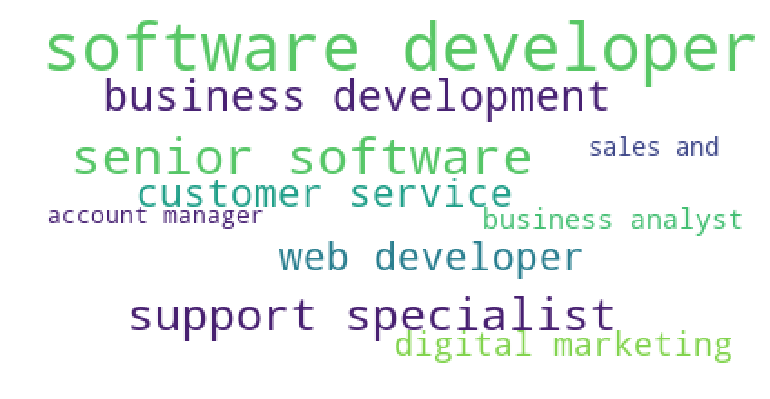 software developer
business development
senior software
sales and
customer service
account manager
business analyst
web developer
support specialist
digital marketing